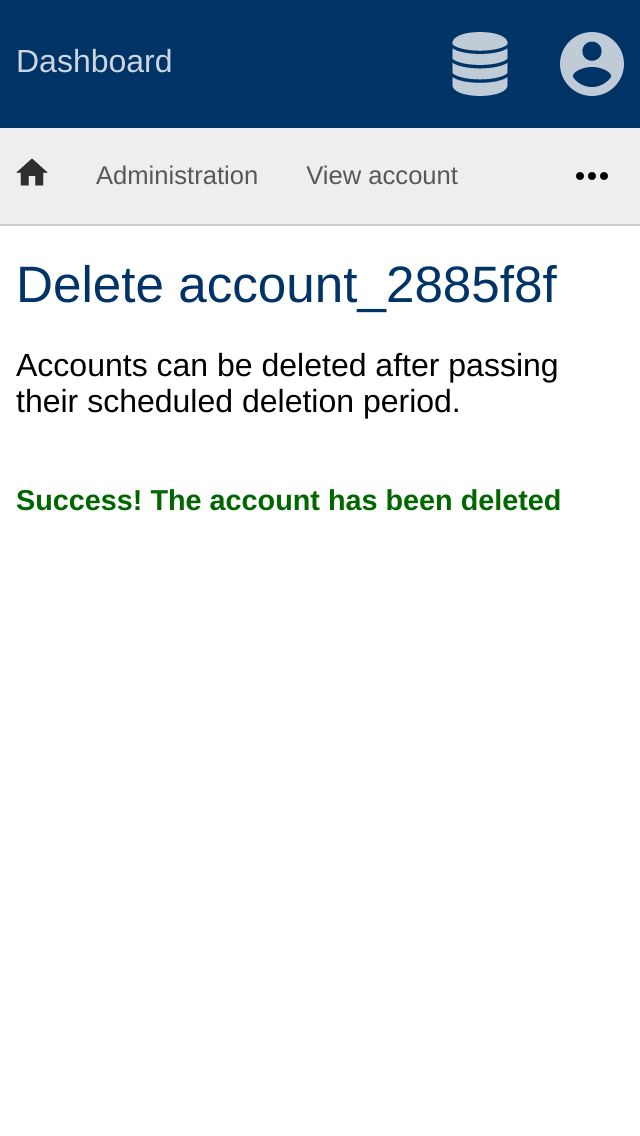 Dashboard
Administration View account
Delete account_2885f8f
Accounts can be deleted after passing
their scheduled deletion period.
Success! The account has been deleted